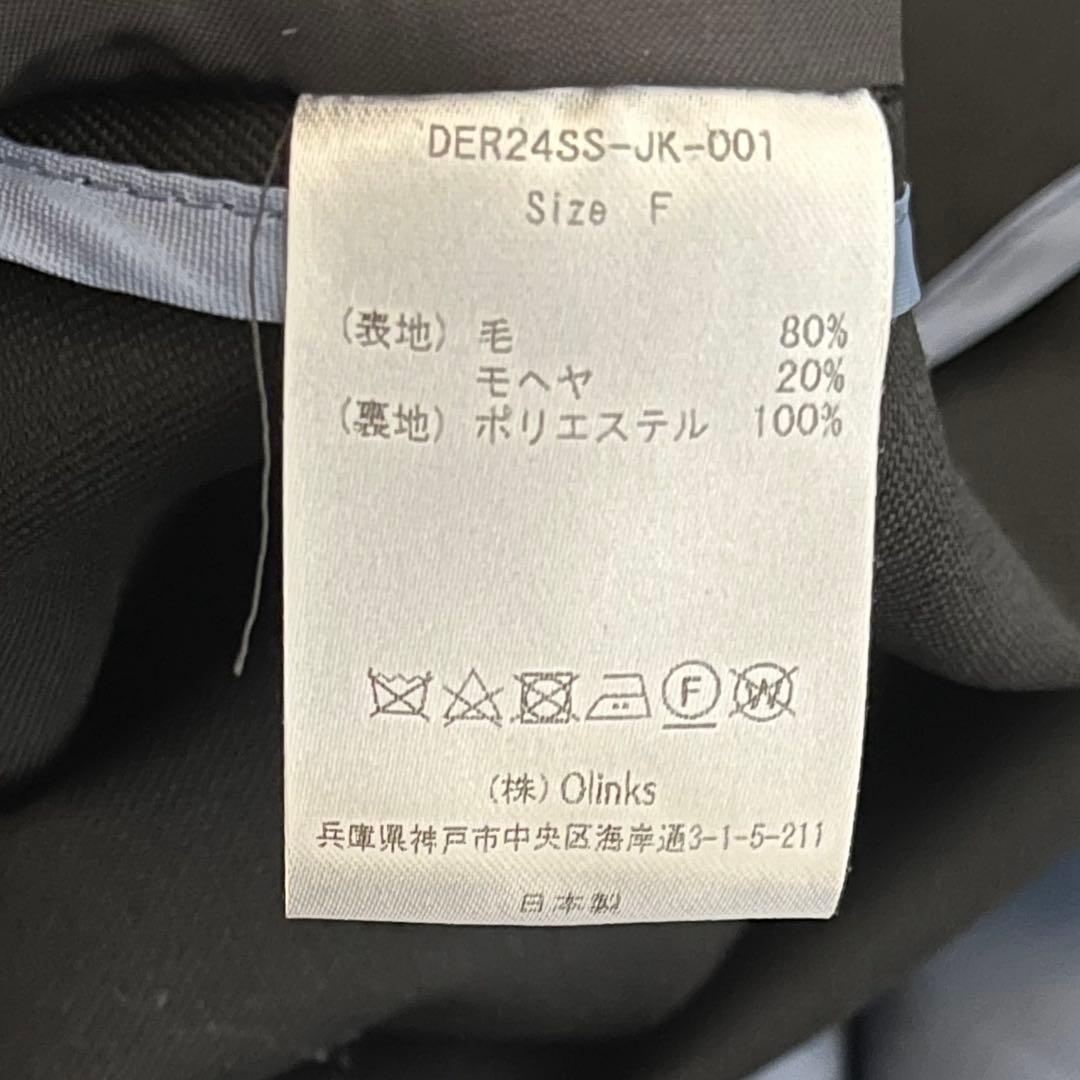 DER24SS-JK-001
Size F
(表地) 毛 80%
モヘヤ 20%
(裏地) ポリエステル 100%
F W
(株) Olinks
兵庫県神戸市中央区海岸通3-1-5-211
日本製